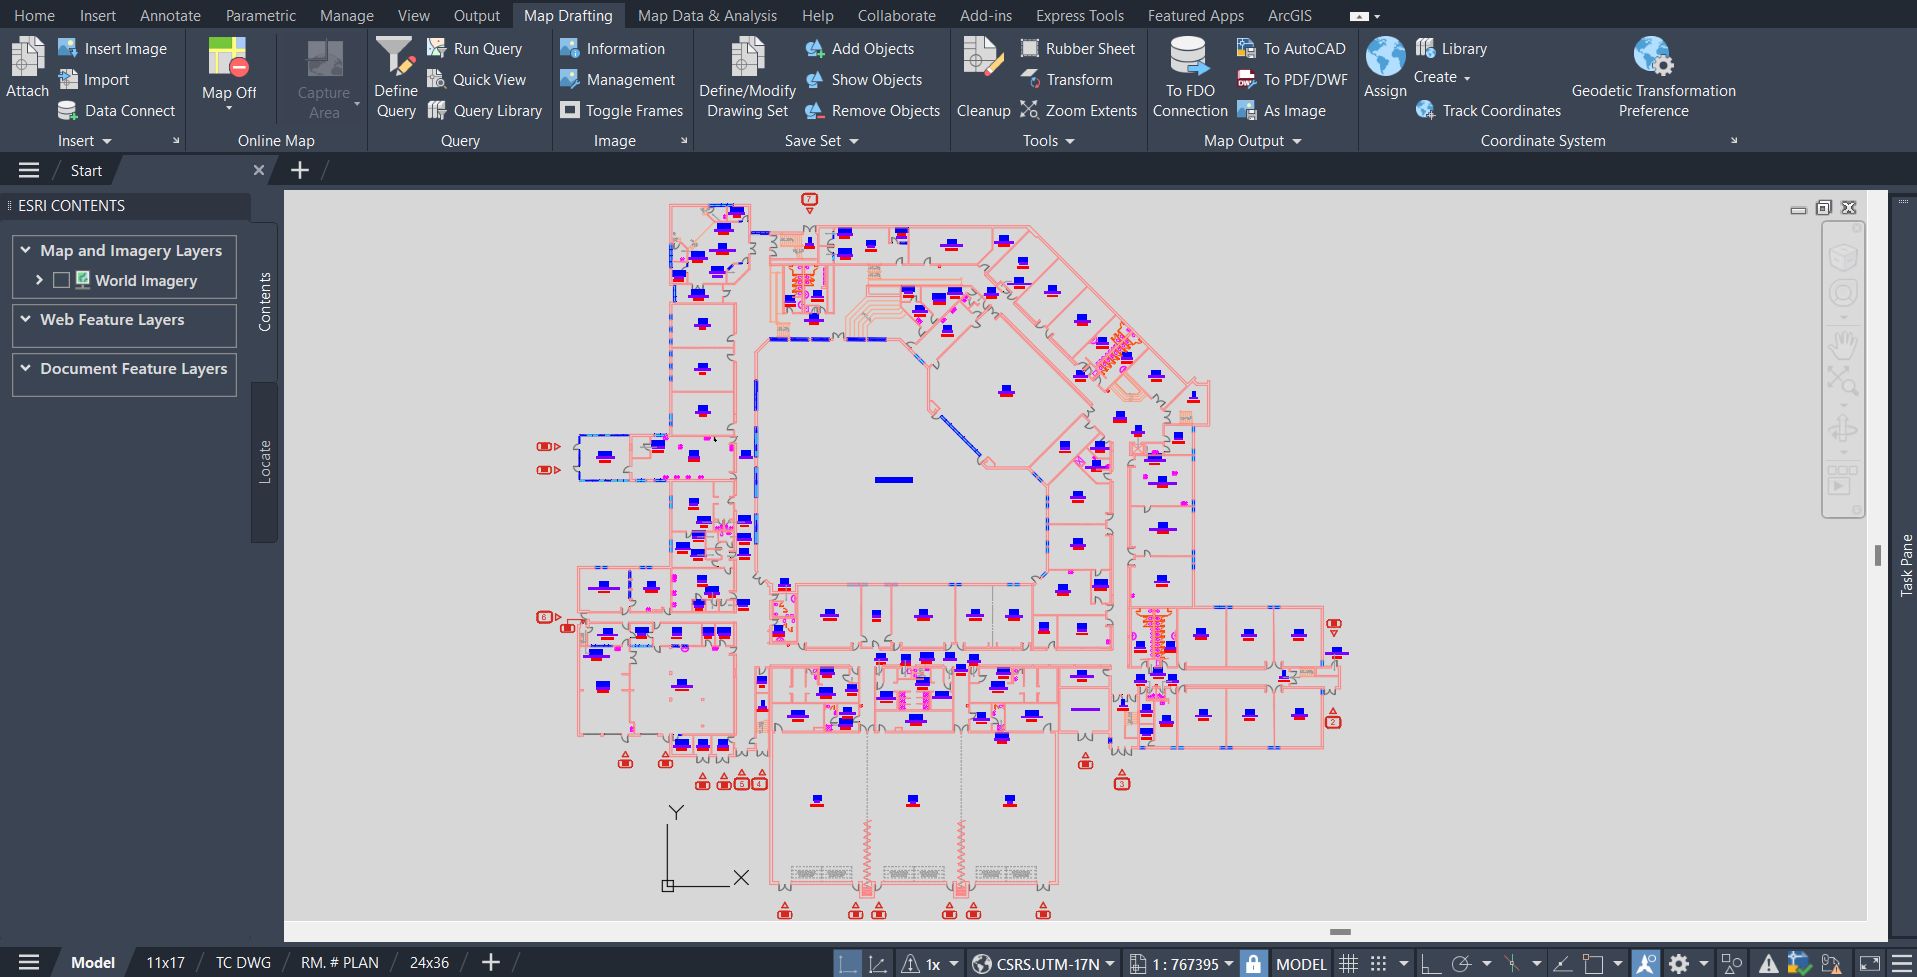 Home Insert Annotate Parametric Manage View Output Map Drafting Map Data & Analysis Help Collaborate Add-ins Express Tools Featured Apps ArcGIS
Attach
Insert Image
Import
Data Connect
Insert
Map Off
Capture Area
Online Map
Define Query
Run Query
Quick View
Query Library
Query
Information
Management
Toggle Frames
Image
Define/Modify Drawing Set
Add Objects
Show Objects
Remove Objects
Save Set
Cleanup
Rubber Sheet
Transform
Zoom Extents
Tools
To FDO Connection
To AutoCAD
To PDF/DWF
As Image
Map Output
Assign
Library
Create
Track Coordinates
Geodetic Transformation Preference
Coordinate System
Start
ESRI CONTENTS
Map and Imagery Layers
World Imagery
Web Feature Layers
Document Feature Layers
Contents
Locate
Task Pane
7
6
5
4
3
2
Y
X
Model 11x17 TC DWG RM. # PLAN 24x36
1x CSRS.UTM-17N 1 : 767395 MODEL